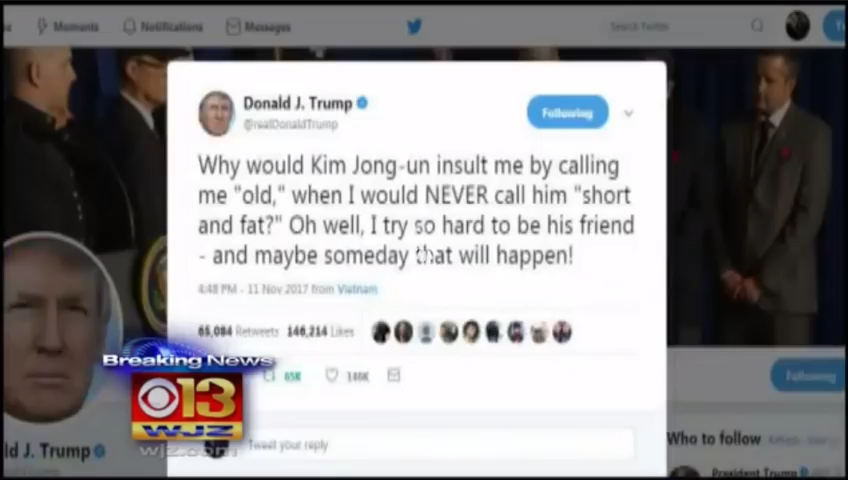 Moments Notifications Messages
Search Twitter
Donald J. Trump
@realDonaldTrump
Following
Why would Kim Jong-un insult me by calling
me "old," when I would NEVER call him "short
and fat?" Oh well, I try so hard to be his friend
- and maybe someday that will happen!
4:48 PM - 11 Nov 2017 from Vietnam
65,084 Retweets 146,214 Likes
65K 146K
Tweet your reply
Breaking News
13
WJZ
wjz.com
ld J. Trump
Following
Who to follow
President Trump